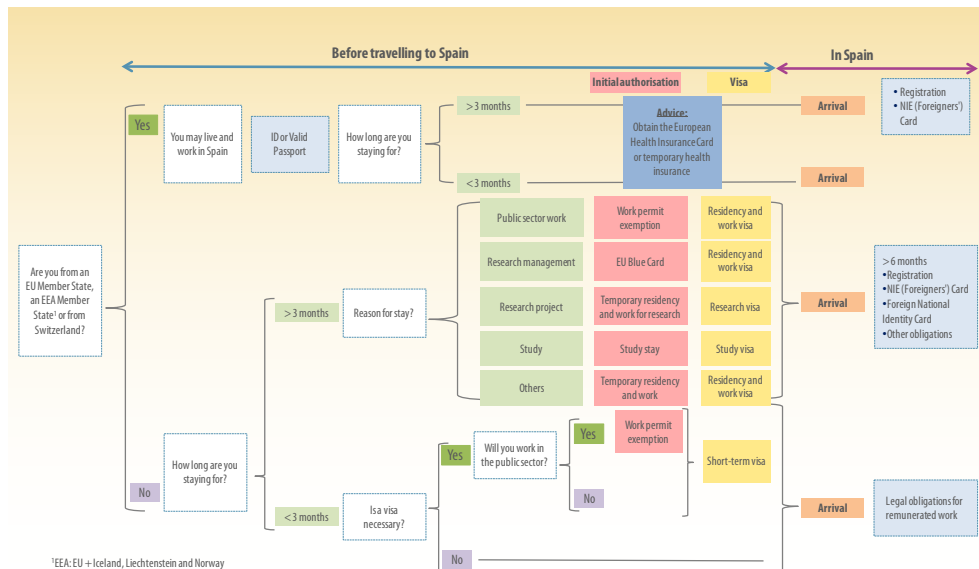 Before travelling to Spain
In Spain
Initial authorisation
Visa
Yes
You may live and
work in Spain
ID or Valid
Passport
How long are you
staying for?
> 3 months
< 3 months
Advice:
Obtain the European
Health Insurance Card
or temporary health
insurance
Arrival
Arrival
• Registration
• NIE (Foreigners')
Card
Are you from an
EU Member State,
an EEA Member
State¹ or from
Switzerland?
No
How long are you
staying for?
> 3 months
Reason for stay?
Public sector work
Work permit
exemption
Residency and
work visa
Research management
EU Blue Card
Residency and
work visa
Research project
Temporary residency
and work for research
Research visa
Study
Study stay
Study visa
Others
Temporary residency
and work
Residency and
work visa
Arrival
> 6 months
•Registration
•NIE (Foreigners') Card
•Foreign National
Identity Card
•Other obligations
< 3 months
Is a visa
necessary?
Yes
Will you work in
the public sector?
Yes
Work permit
exemption
No
Short-term visa
No
Arrival
Legal obligations for
remunerated work
¹EEA: EU + Iceland, Liechtenstein and Norway